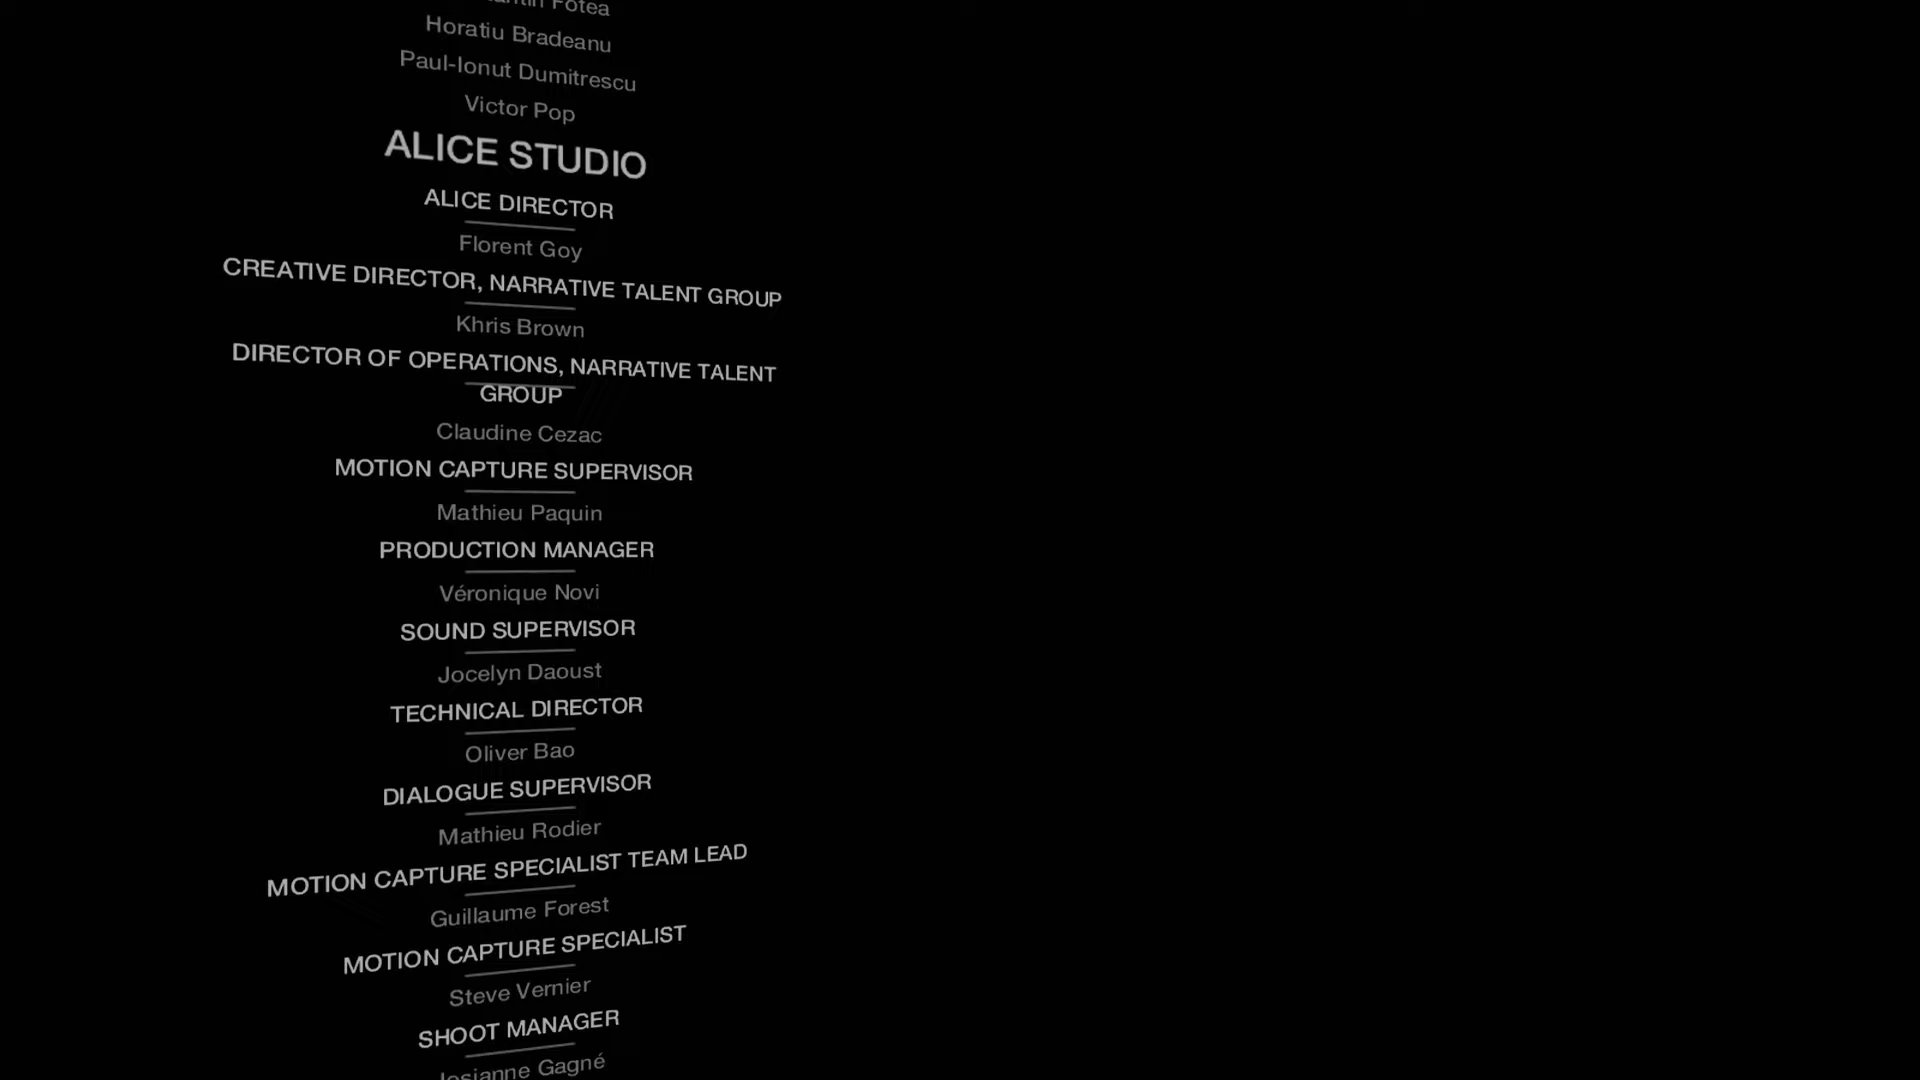 Fotea
Horatiu Bradeanu
Paul-Ionut Dumitrescu
Victor Pop
ALICE STUDIO
ALICE DIRECTOR
Florent Goy
CREATIVE DIRECTOR, NARRATIVE TALENT GROUP
Khris Brown
DIRECTOR OF OPERATIONS, NARRATIVE TALENT
GROUP
Claudine Cezac
MOTION CAPTURE SUPERVISOR
Mathieu Paquin
PRODUCTION MANAGER
Véronique Novi
SOUND SUPERVISOR
Jocelyn Daoust
TECHNICAL DIRECTOR
Oliver Bao
DIALOGUE SUPERVISOR
Mathieu Rodier
MOTION CAPTURE SPECIALIST TEAM LEAD
Guillaume Forest
MOTION CAPTURE SPECIALIST
Steve Vernier
SHOOT MANAGER
Josianne Gagné